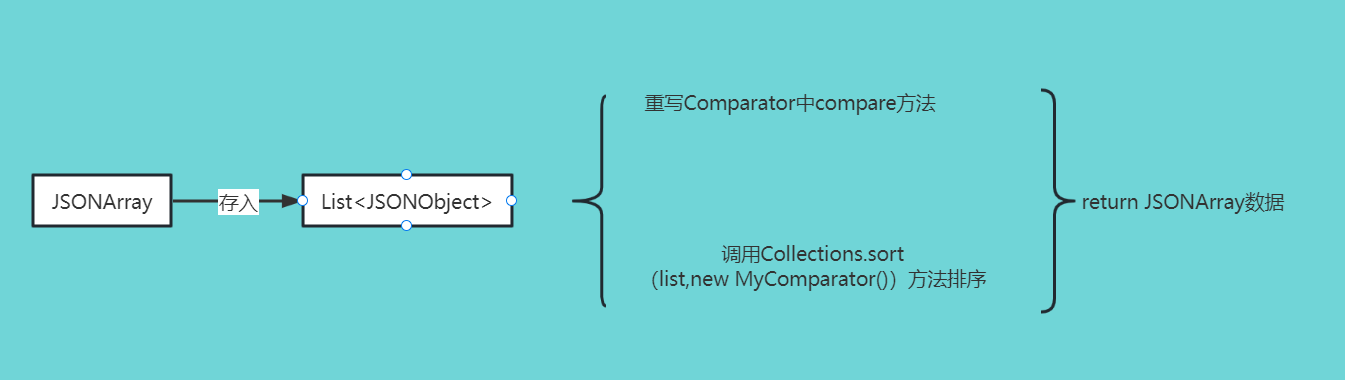 JSONArray
存入
List<JSONObject>
重写Comparator中compare方法
调用Collections.sort
（list,new MyComparator()）方法排序
return JSONArray数据